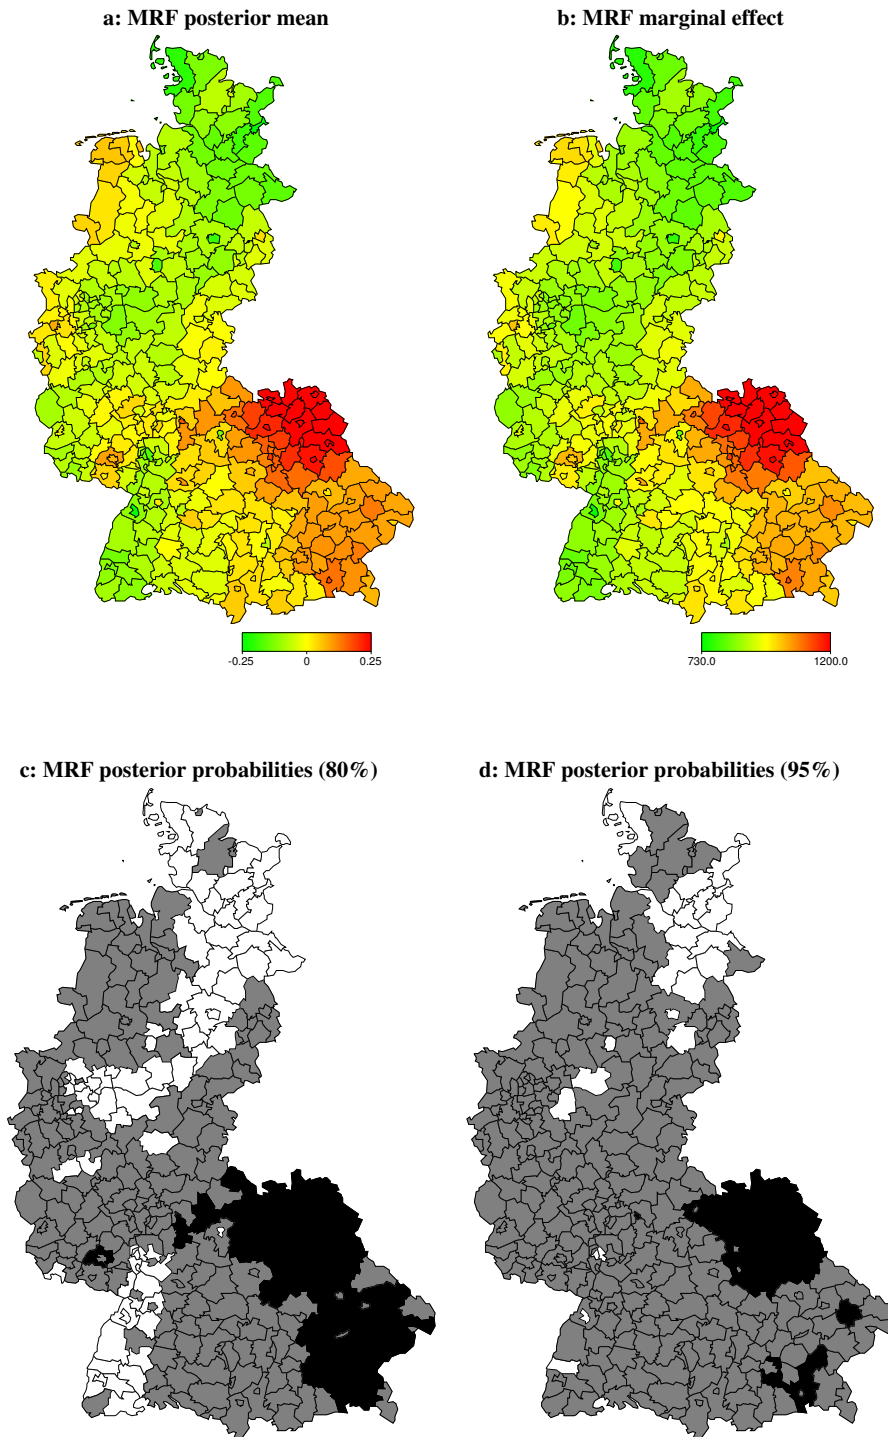 a: MRF posterior mean
b: MRF marginal effect
-0.25 0 0.25
730.0 1200.0
c: MRF posterior probabilities (80%)
d: MRF posterior probabilities (95%)